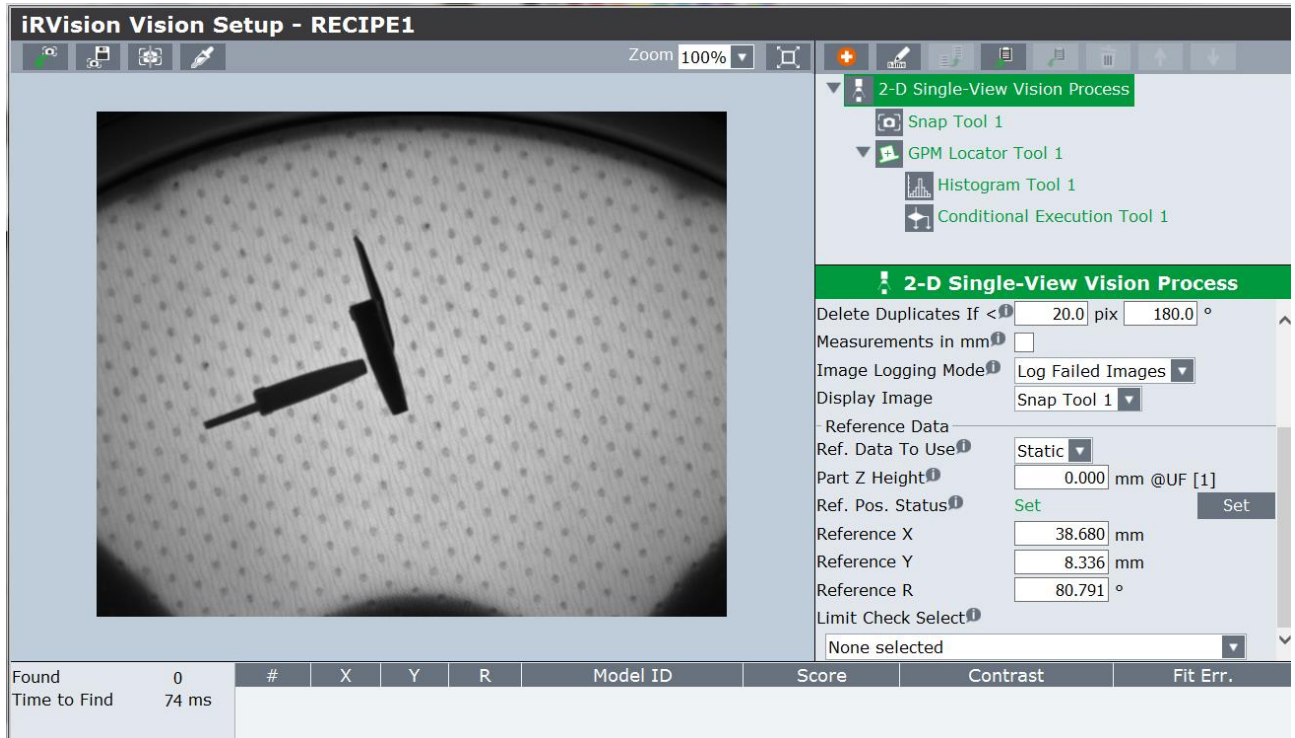 iRVision Vision Setup - RECIPE1
Zoom 100%
2-D Single-View Vision Process
Snap Tool 1
GPM Locator Tool 1
Histogram Tool 1
Conditional Execution Tool 1
2-D Single-View Vision Process
Delete Duplicates If < 20.0 pix 180.0 °
Measurements in mm
Image Logging Mode Log Failed Images
Display Image Snap Tool 1
Reference Data
Ref. Data To Use Static
Part Z Height 0.000 mm @UF [1]
Ref. Pos. Status Set Set
Reference X 38.680 mm
Reference Y 8.336 mm
Reference R 80.791 °
Limit Check Select
None selected
Found 0 # X Y R Model ID Score Contrast Fit Err.
Time to Find 74 ms